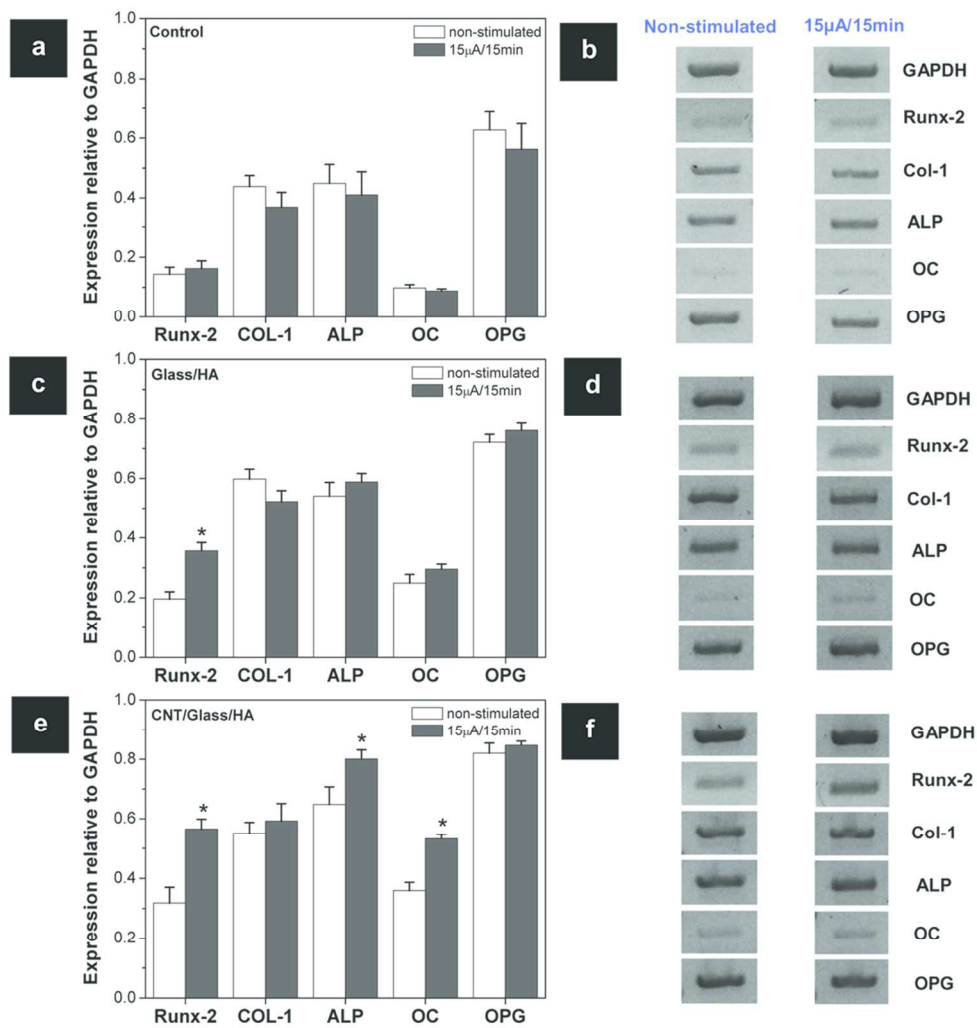 a
Control
non-stimulated
15µA/15min
Expression relative to GAPDH
1.0
0.8
0.6
0.4
0.2
0.0
Runx-2 COL-1 ALP OC OPG
b
Non-stimulated 15µA/15min
GAPDH
Runx-2
Col-1
ALP
OC
OPG
c
Glass/HA
non-stimulated
15µA/15min
Expression relative to GAPDH
1.0
0.8
0.6
0.4
0.2
0.0
*
Runx-2 COL-1 ALP OC OPG
d
GAPDH
Runx-2
Col-1
ALP
OC
OPG
e
CNT/Glass/HA
non-stimulated
15µA/15min
Expression relative to GAPDH
1.0
0.8
0.6
0.4
0.2
0.0
* * *
Runx-2 COL-1 ALP OC OPG
f
GAPDH
Runx-2
Col-1
ALP
OC
OPG